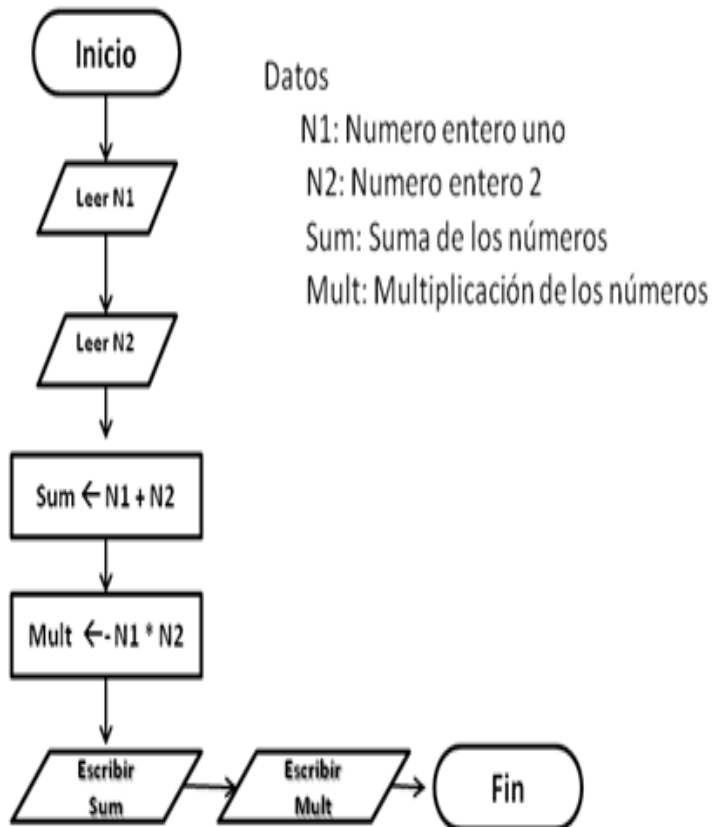 Inicio
Leer N1
Leer N2
Sum ← N1 + N2
Mult ←- N1 * N2
Escribir
Sum
Escribir
Mult
Fin
Datos
N1: Numero entero uno
N2: Numero entero 2
Sum: Suma de los números
Mult: Multiplicación de los números